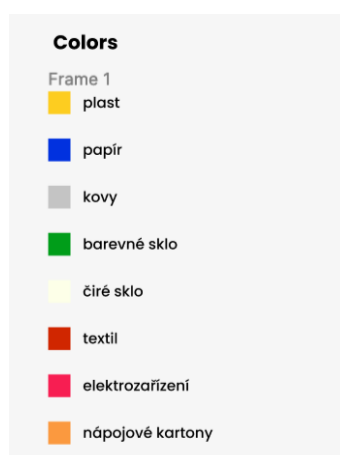 Colors
Frame 1
plast
papír
kovy
barevné sklo
čiré sklo
textil
elektrozařízení
nápojové kartony